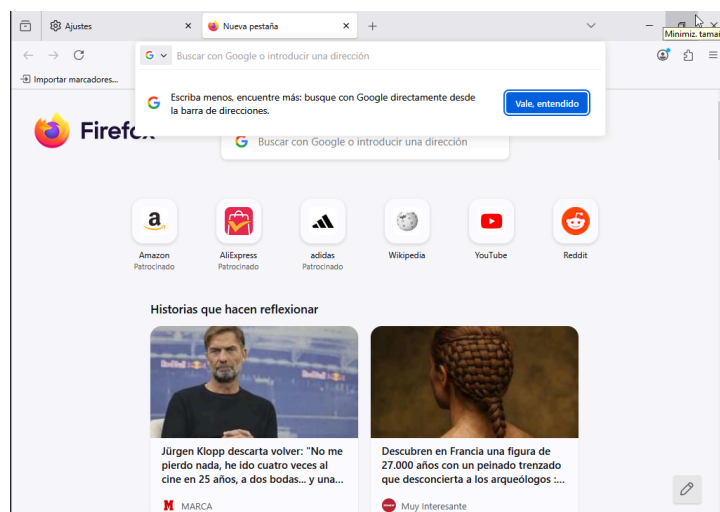 Ajustes
Nueva pestaña
Minimiz. tamai
Buscar con Google o introducir una dirección
Importar marcadores...
Escriba menos, encuentre más: busque con Google directamente desde
la barra de direcciones.
Vale, entendido
Firefox
Buscar con Google o introducir una dirección
a
Amazon
Patrocinado
AliExpress
Patrocinado
adidas
Patrocinado
Wikipedia
YouTube
Reddit
Historias que hacen reflexionar
Jürgen Klopp descarta volver: "No me
pierdo nada, he ido cuatro veces al
cine en 25 años, a dos bodas... y una...
M MARCA
Descubren en Francia una figura de
27.000 años con un peinado trenzado
que desconcierta a los arqueólogos :...
Muy Interesante